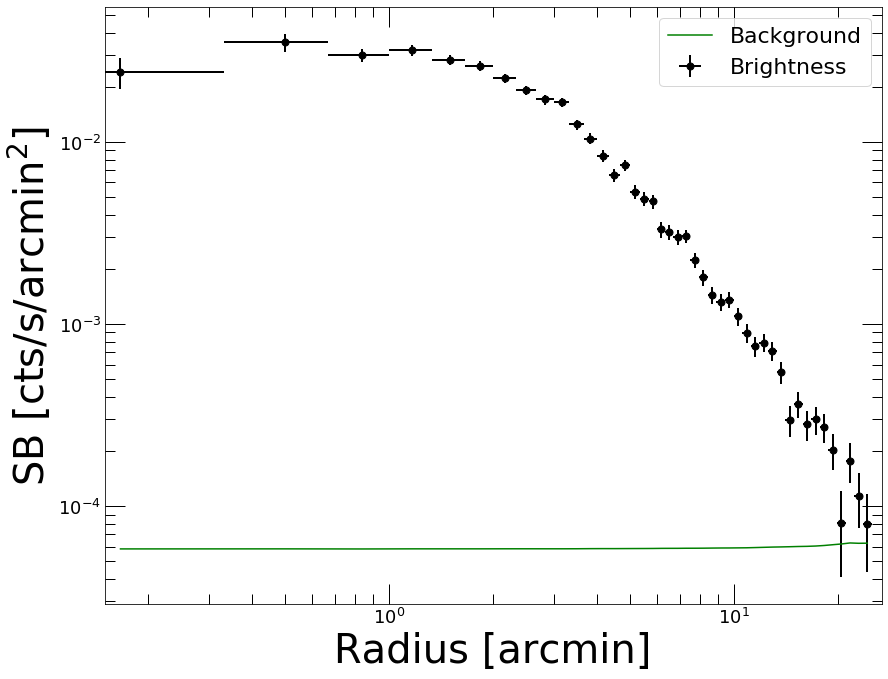 Background
Brightness
SB [cts/s/arcmin²]
10⁻²
10⁻³
10⁻⁴
10⁰
10¹
Radius [arcmin]